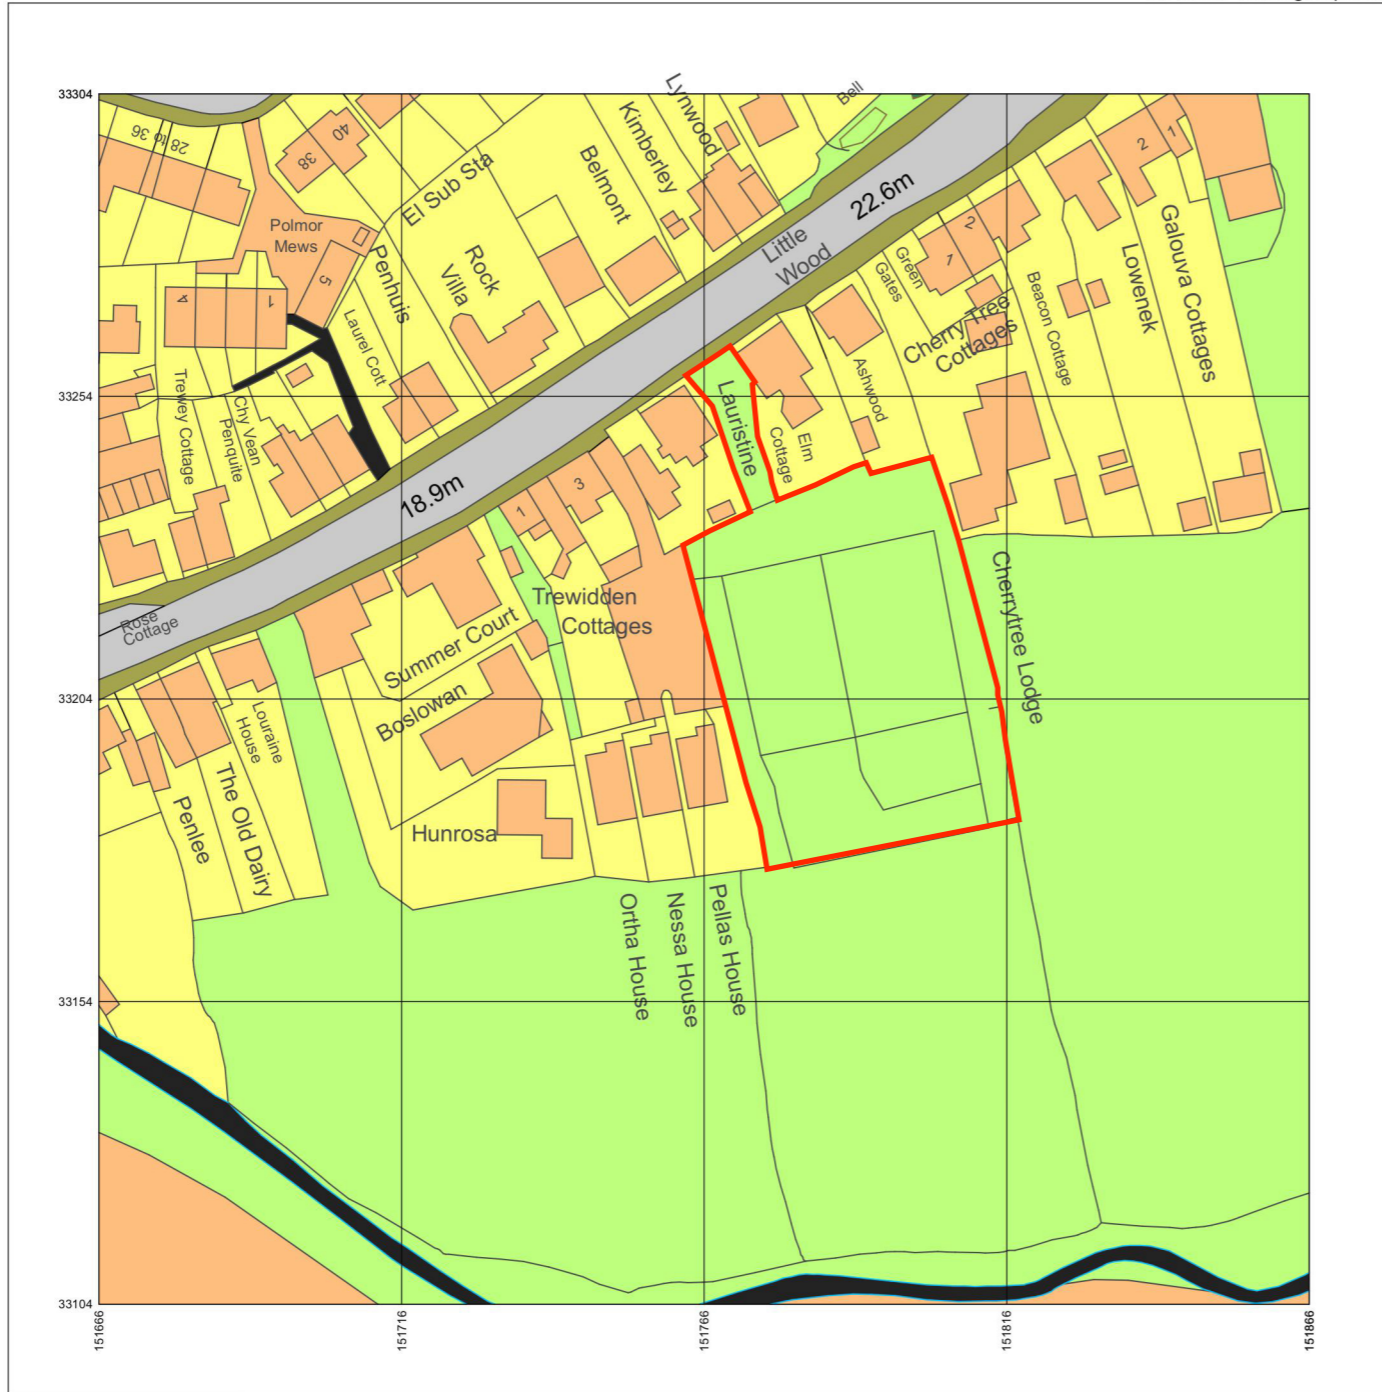 33304
28 to 36
38
40
El Sub Sta
Belmont
Kimberley
Lynwood
Bell
22.6m
2
1
Polmor
Mews
5
Penhuis
Rock
Villa
Little
Wood
Green
Gates
2
1
Cherry Tree
Cottages
Beacon Cottage
Lowenek
Galouva Cottages
4
1
Laurel Cott
33254
Trewey Cottage
Chy Vean
Penquite
Lauristine
Cottage
Elm
Ashwood
18.9m
1
3
Rose
Cottage
Summer Court
Trewidden
Cottages
Cherrytree Lodge
33204
Louraine
House
Boslowan
Penlee
The Old Dairy
Hunrosa
Ortha House
Nessa House
Pellas House
33154
33104
151666
151716
151766
151816
151866